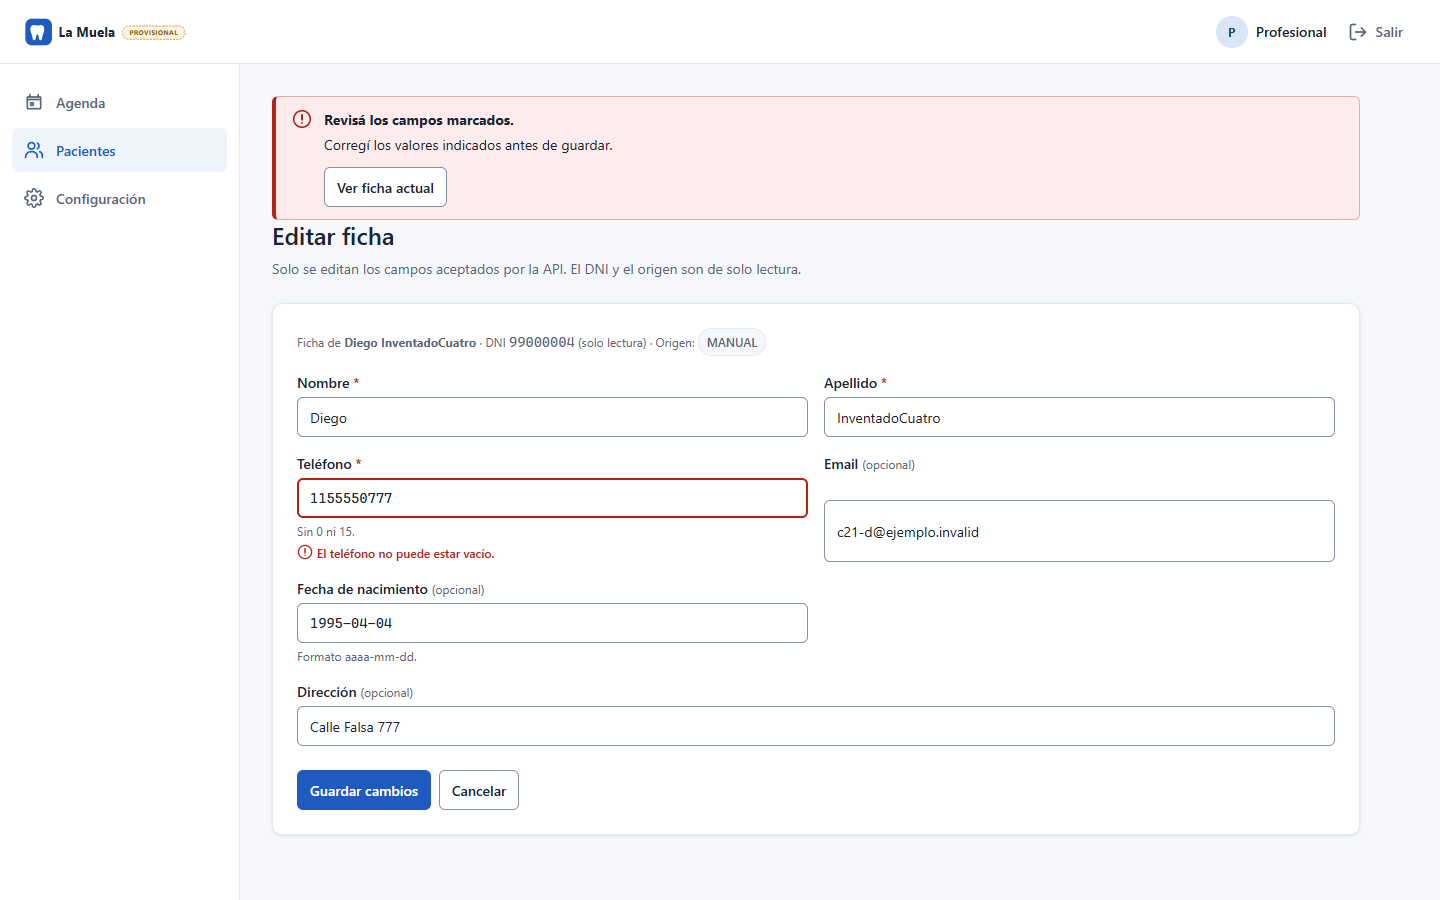 La Muela PROVISIONAL
P Profesional Salir
Agenda
Pacientes
Configuración
Revisá los campos marcados.
Corregí los valores indicados antes de guardar.
Ver ficha actual
Editar ficha
Solo se editan los campos aceptados por la API. El DNI y el origen son de solo lectura.
Ficha de Diego InventadoCuatro · DNI 99000004 (solo lectura) · Origen: MANUAL
Nombre *
Diego
Apellido *
InventadoCuatro
Teléfono *
1155550777
Sin 0 ni 15.
El teléfono no puede estar vacío.
Email (opcional)
c21-d@ejemplo.invalid
Fecha de nacimiento (opcional)
1995-04-04
Formato aaaa-mm-dd.
Dirección (opcional)
Calle Falsa 777
Guardar cambios
Cancelar